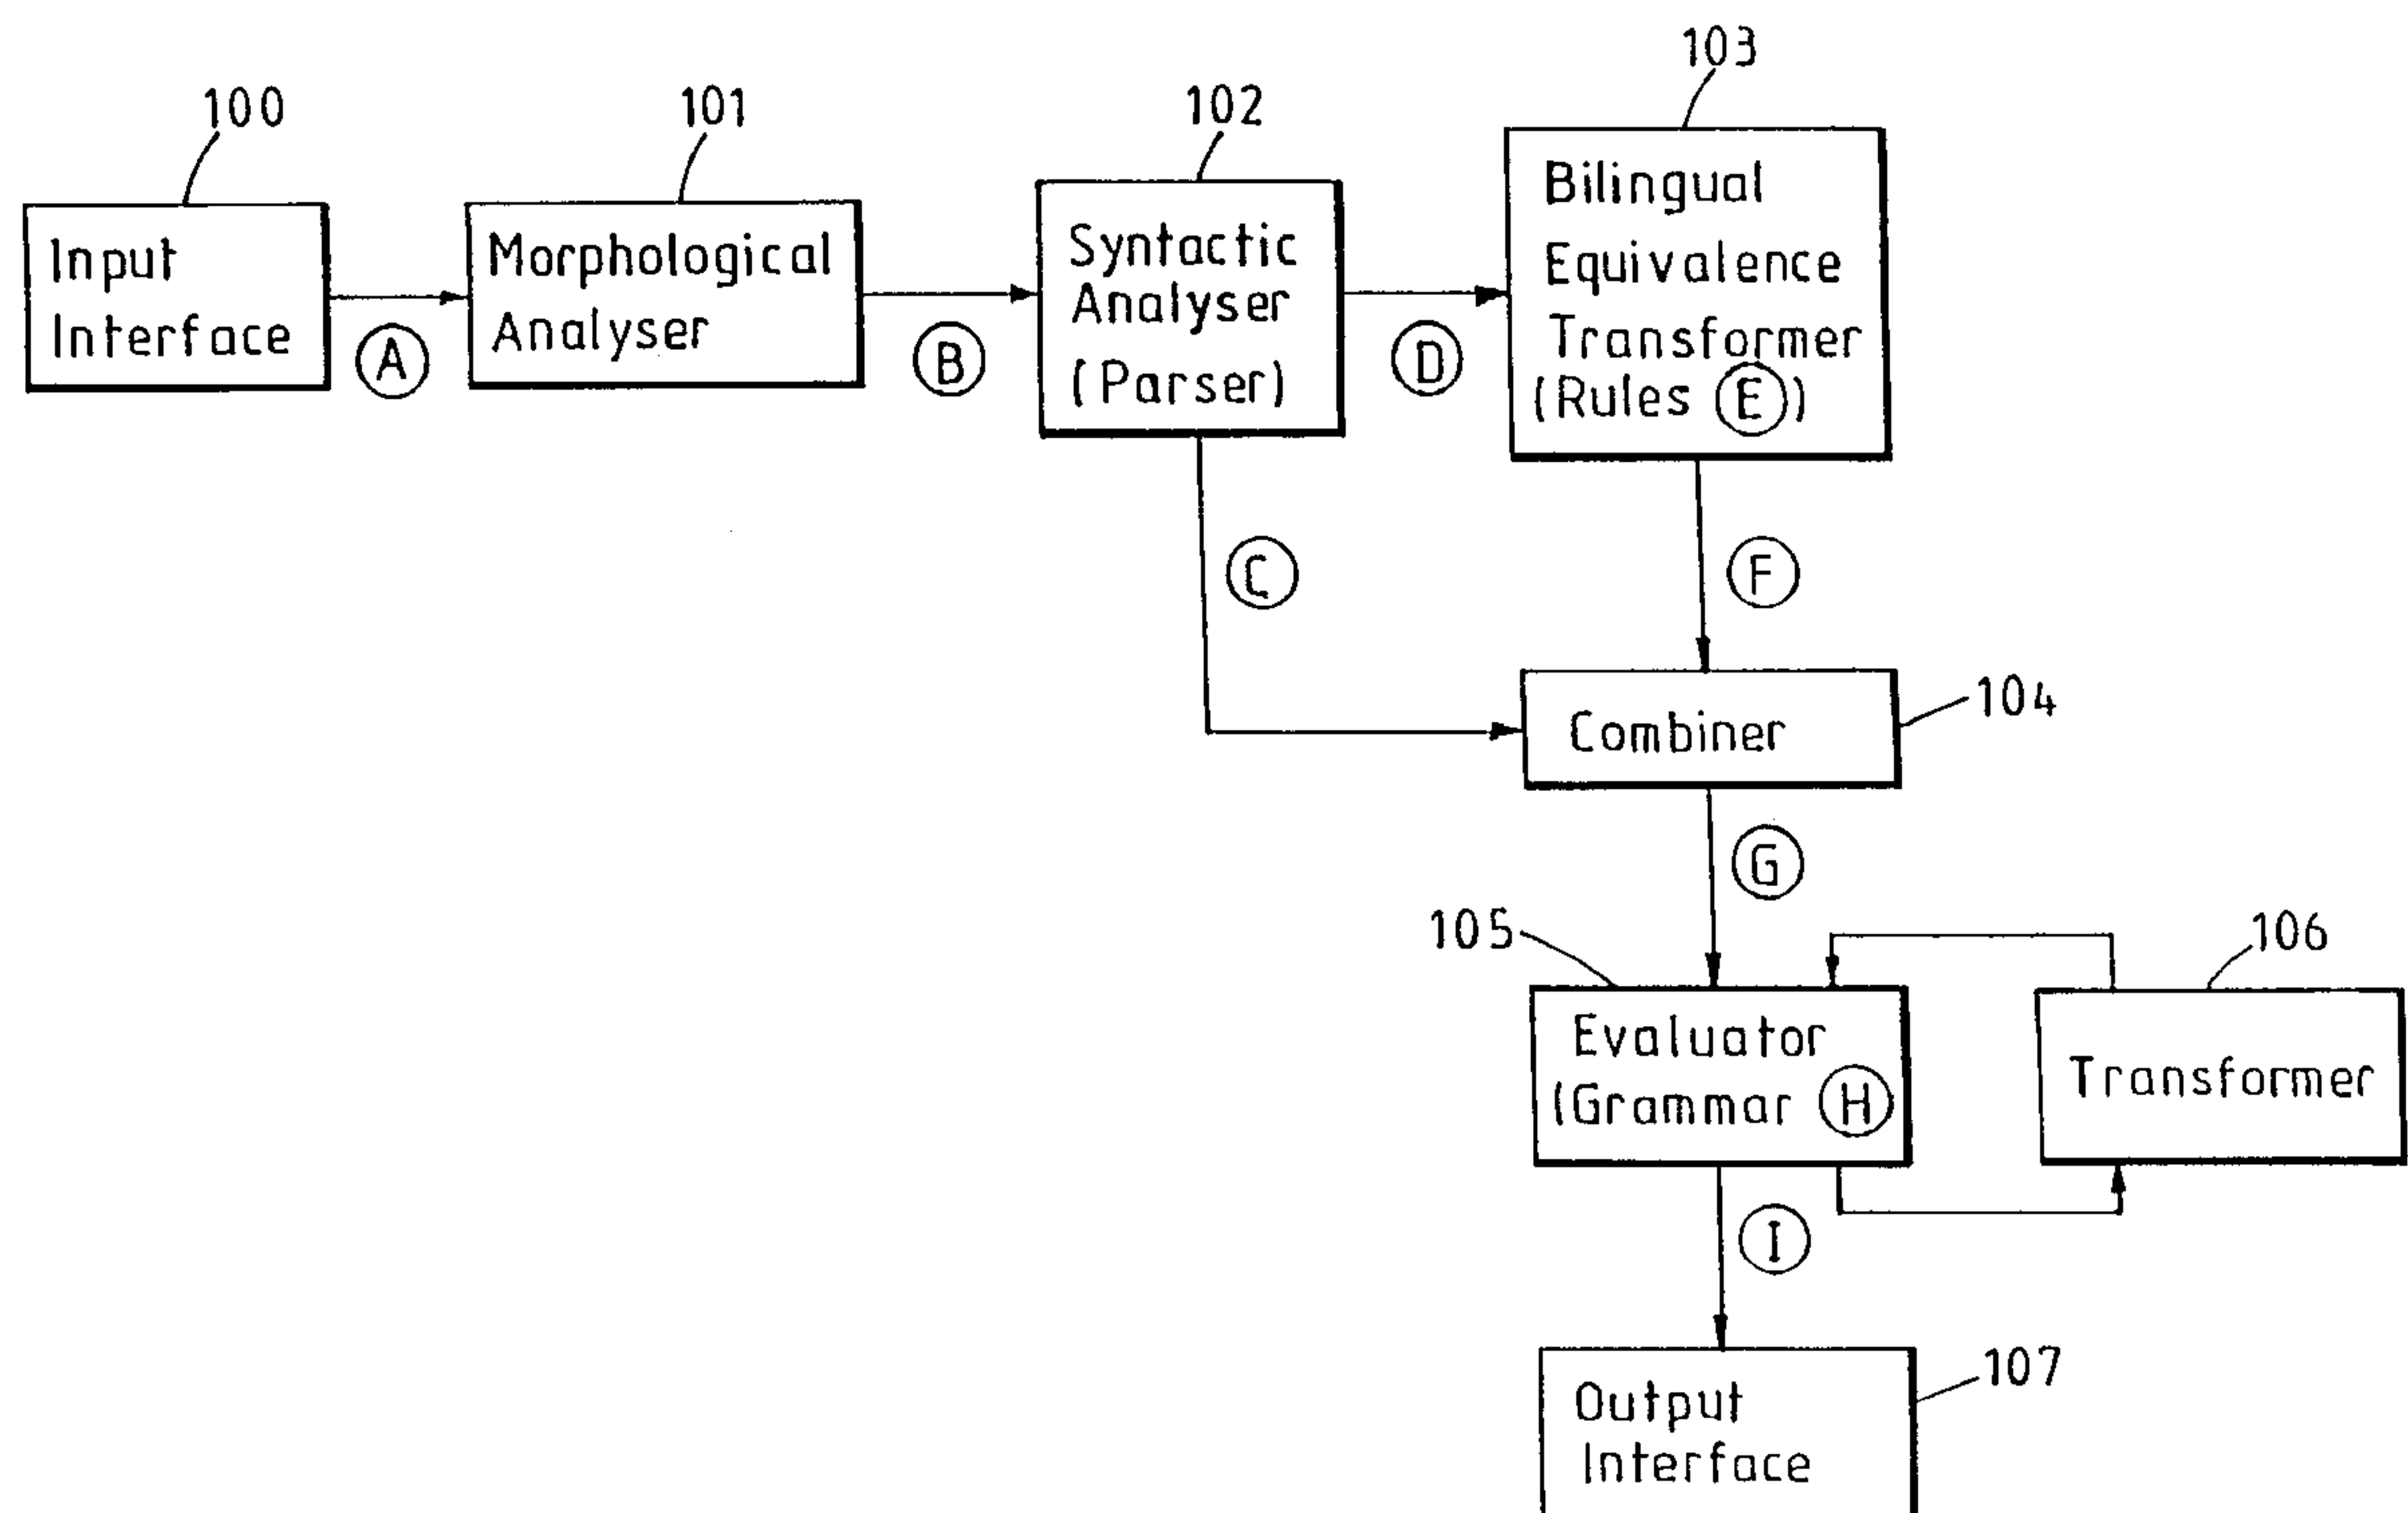 100
Input
Interface
A
101
Morphological
Analyser
B
102
Syntactic
Analyser
(Parser)
D
103
Bilingual
Equivalence
Transformer
(Rules E)
C
F
Combiner
104
G
105
Evaluator
(Grammar H
106
Transformer
I
Output
Interface
107